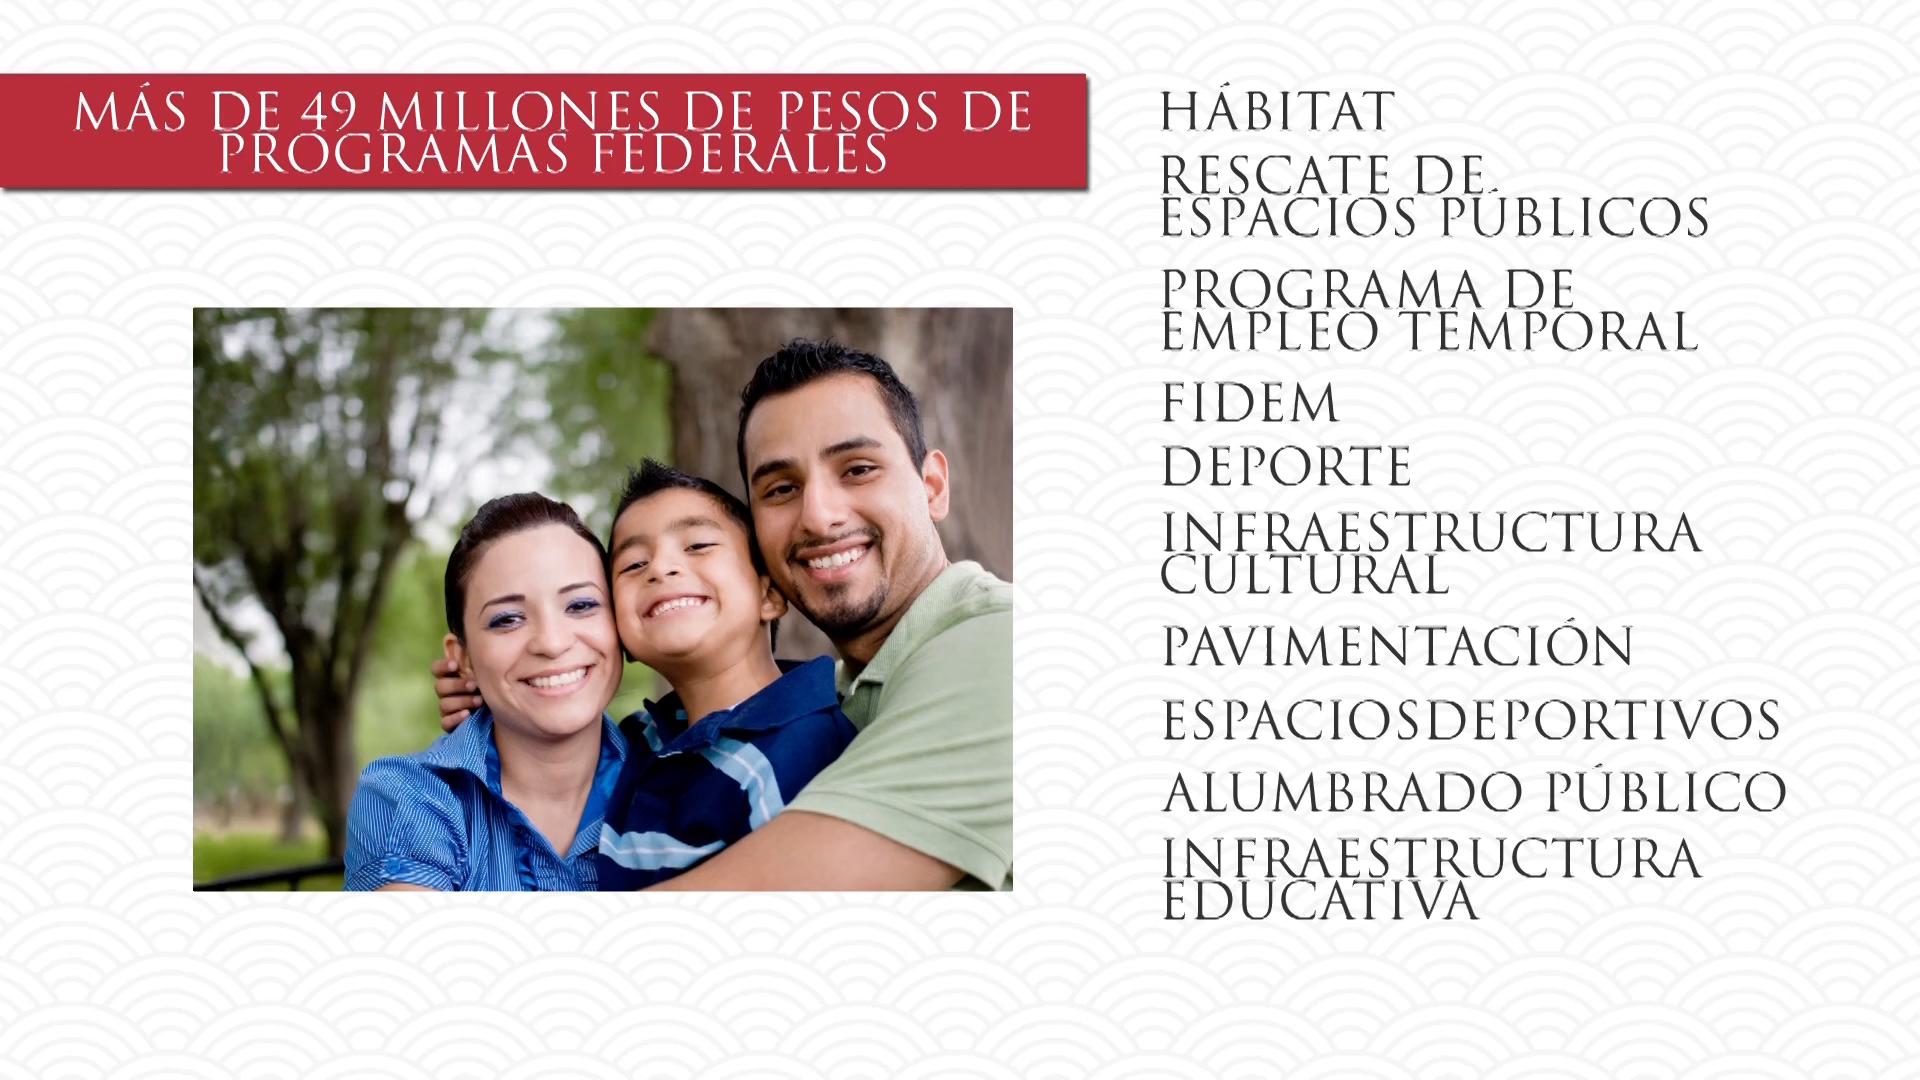 MÁS DE 49 MILLONES DE PESOS DE
PROGRAMAS FEDERALES
HÁBITAT
RESCATE DE
ESPACIOS PÚBLICOS
PROGRAMA DE
EMPLEO TEMPORAL
FIDEM
DEPORTE
INFRAESTRUCTURA
CULTURAL
PAVIMENTACIÓN
ESPACIOSDEPORTIVOS
ALUMBRADO PÚBLICO
INFRAESTRUCTURA
EDUCATIVA